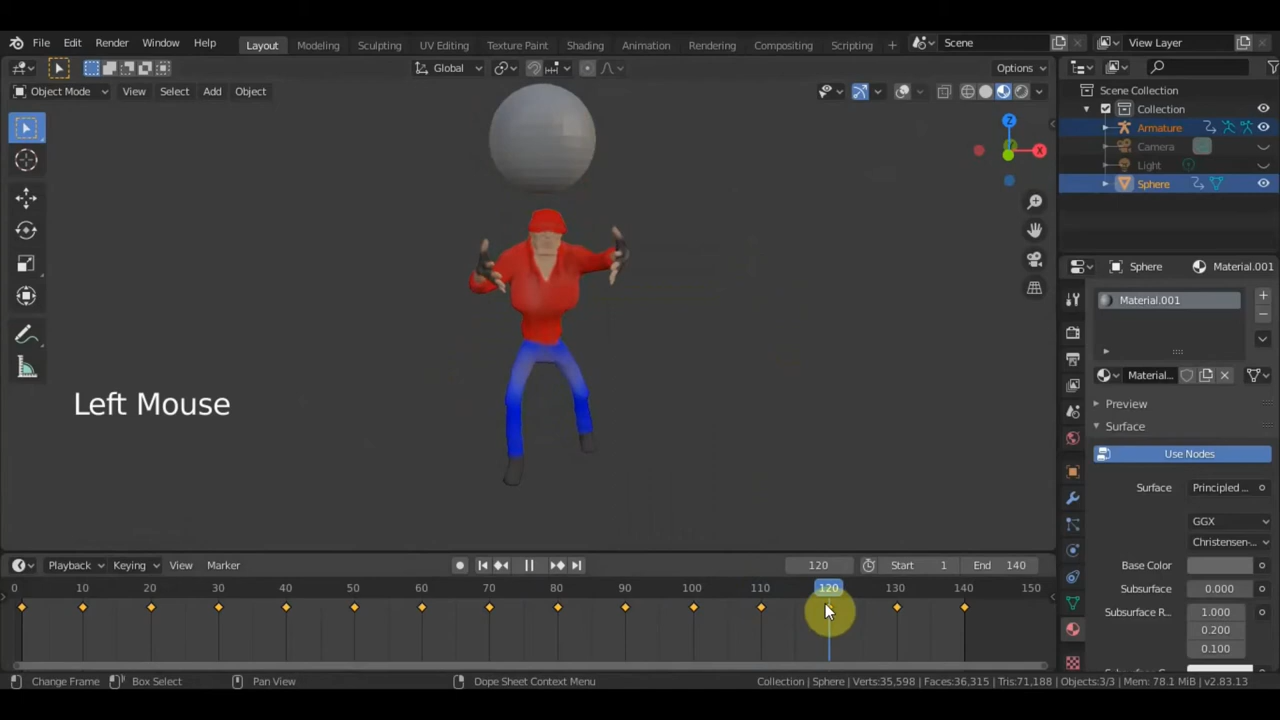 File Edit Render Window Help Layout Modeling Sculpting UV Editing Texture Paint Shading Animation Rendering Compositing Scripting Scene View Layer
Global Options
Object Mode View Select Add Object
Scene Collection
Collection
Armature
Camera
Light
Sphere
Z
X
Sphere Material.001
Material.001
Left Mouse
Materia...
Preview
Surface
Use Nodes
Surface Principled ...
GGX
Christensen-...
Playback Keying View Marker 120 Start 1 End 140
Base Color
0 10 20 30 40 50 60 70 80 90 100 110 120 130 140 150
Subsurface 0.000
Subsurface R... 1.000
0.200
0.100
Change Frame Box Select Pan View Dope Sheet Context Menu Collection | Sphere | Verts:35,598 | Faces:36,315 | Tris:71,188 | Objects:3/3 | Mem: 78.1 MiB | v2.83.13